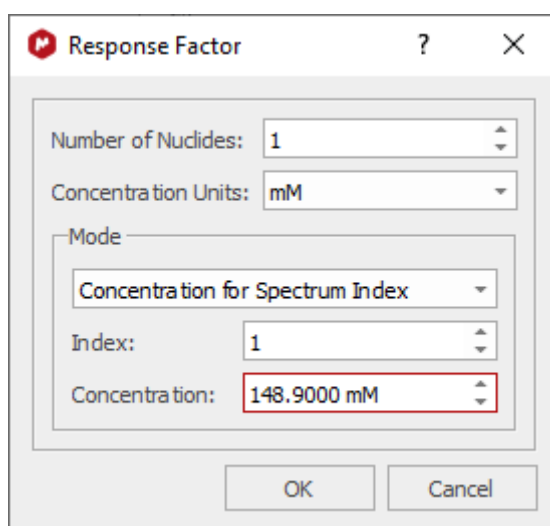 Response Factor ?
Number of Nuclides: 1
Concentration Units: mM
Mode
Concentration for Spectrum Index
Index: 1
Concentration: 148.9000 mM
OK Cancel